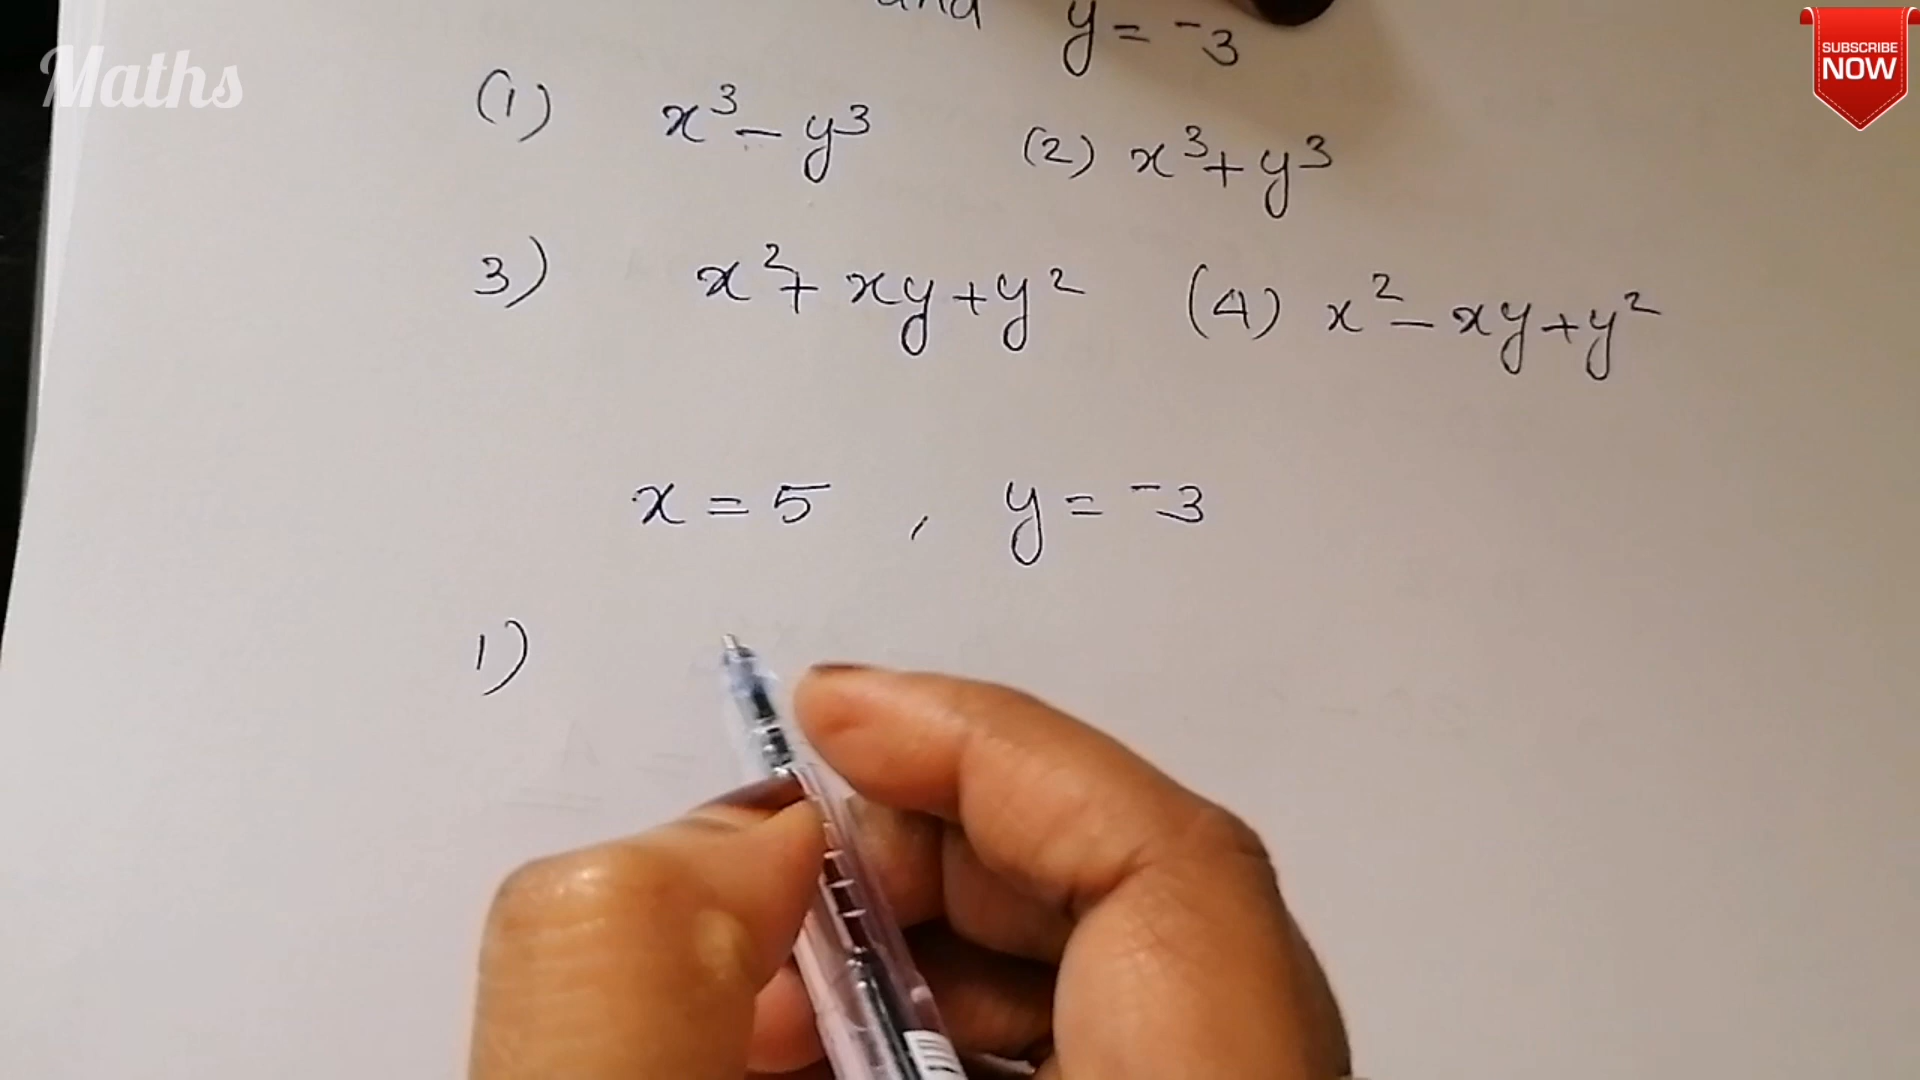 Maths
SUBSCRIBE
NOW
and y = -3
(1) x³ - y³ (2) x³ + y³
3) x² + xy + y² (4) x² - xy + y²
x = 5 , y = -3
1)